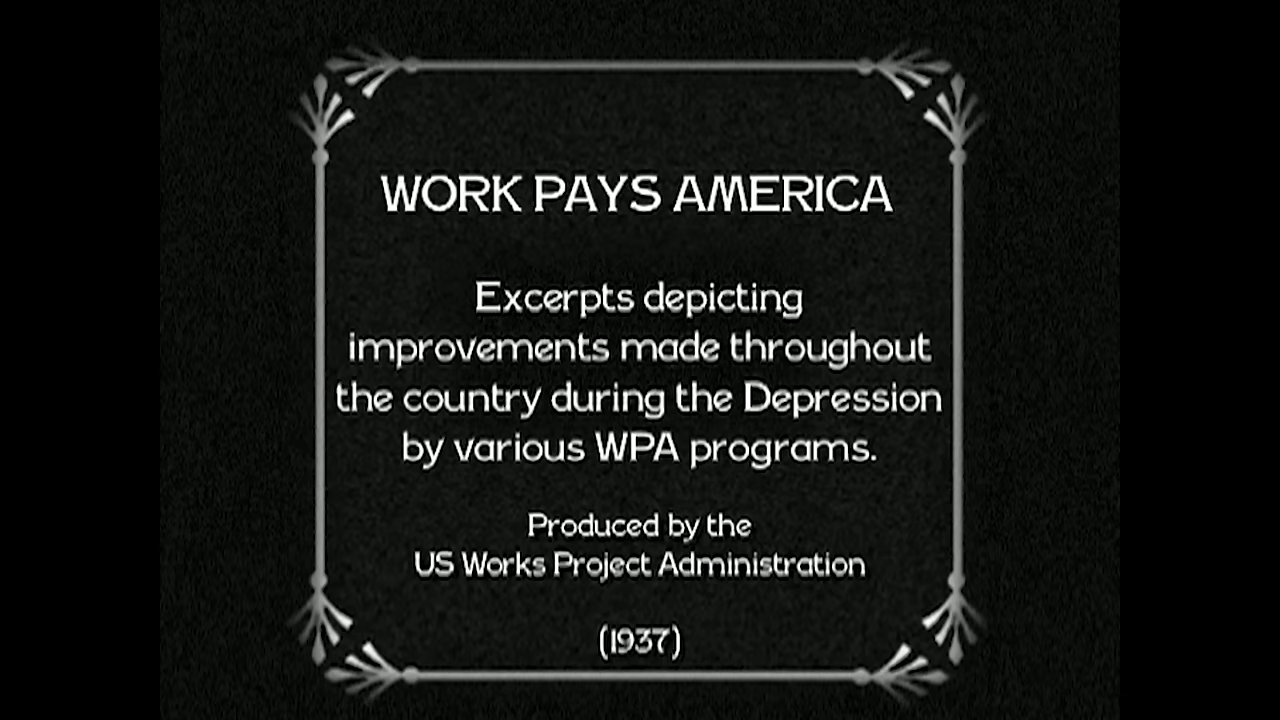 WORK PAYS AMERICA
Excerpts depicting
improvements made throughout
the country during the Depression
by various WPA programs.
Produced by the
US Works Project Administration
(1937)